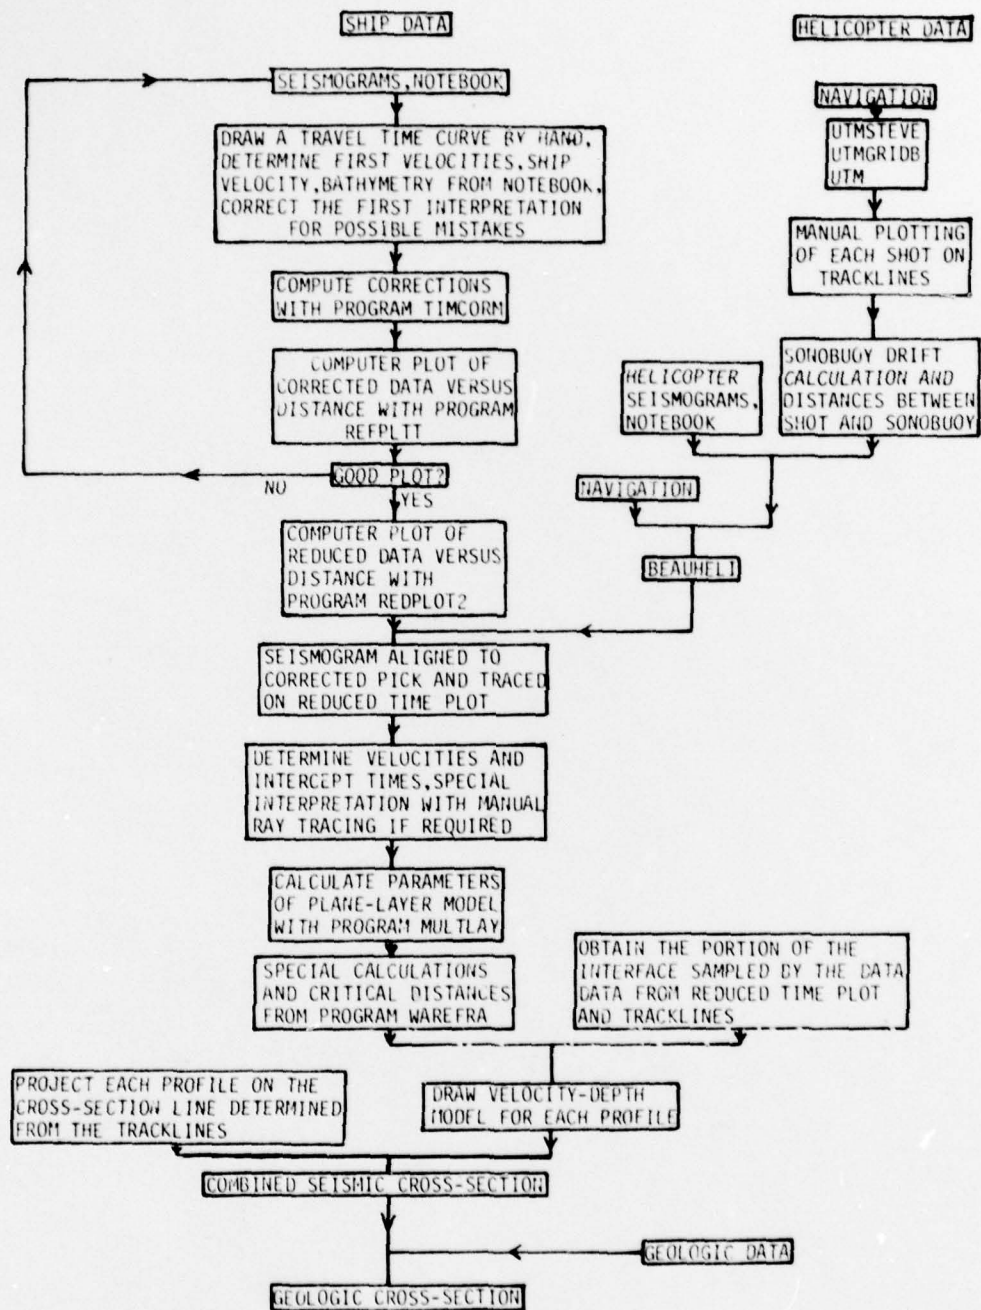 SHIP DATA
SEISMOGRAMS,NOTEBOOK
DRAW A TRAVEL TIME CURVE BY HAND,
DETERMINE FIRST VELOCITIES,SHIP
VELOCITY,BATHYMETRY FROM NOTEBOOK,
CORRECT THE FIRST INTERPRETATION
FOR POSSIBLE MISTAKES
COMPUTE CORRECTIONS
WITH PROGRAM TIMCORM
COMPUTER PLOT OF
CORRECTED DATA VERSUS
DISTANCE WITH PROGRAM
REFPLTT
GOOD PLOT?
NO
YES
COMPUTER PLOT OF
REDUCED DATA VERSUS
DISTANCE WITH
PROGRAM REDPLOT2
HELICOPTER DATA
NAVIGATION
UTMSTEVE
UTMGRIDB
UTM
MANUAL PLOTTING
OF EACH SHOT ON
TRACKLINES
SONOBUOY DRIFT
CALCULATION AND
DISTANCES BETWEEN
SHOT AND SONOBUOY
HELICOPTER
SEISMOGRAMS,
NOTEBOOK
NAVIGATION
BEAUHELI
SEISMOGRAM ALIGNED TO
CORRECTED PICK AND TRACED
ON REDUCED TIME PLOT
DETERMINE VELOCITIES AND
INTERCEPT TIMES,SPECIAL
INTERPRETATION WITH MANUAL
RAY TRACING IF REQUIRED
CALCULATE PARAMETERS
OF PLANE-LAYER MODEL
WITH PROGRAM MULTLAY
SPECIAL CALCULATIONS
AND CRITICAL DISTANCES
FROM PROGRAM WAREFRA
OBTAIN THE PORTION OF THE
INTERFACE SAMPLED BY THE DATA
DATA FROM REDUCED TIME PLOT
AND TRACKLINES
PROJECT EACH PROFILE ON THE
CROSS-SECTION LINE DETERMINED
FROM THE TRACKLINES
DRAW VELOCITY-DEPTH
MODEL FOR EACH PROFILE
COMBINED SEISMIC CROSS-SECTION
GEOLOGIC DATA
GEOLOGIC CROSS-SECTION